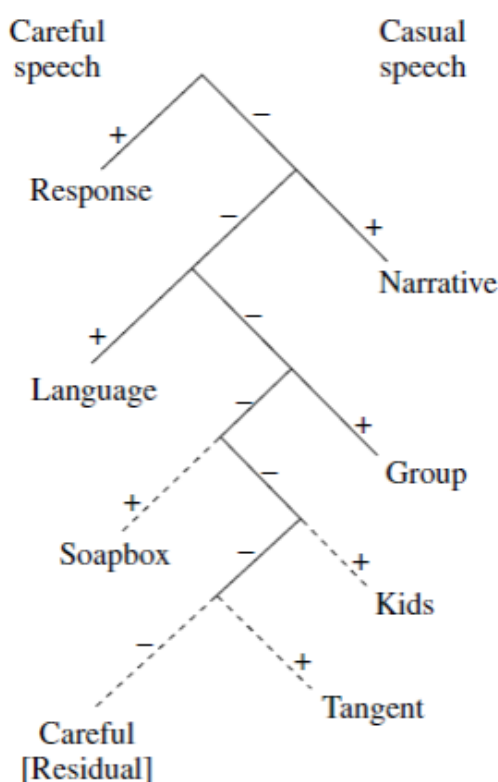 Careful
speech
Casual
speech
+
–
Response
–
+
Narrative
+
–
Language
–
+
Group
+
–
Soapbox
–
+
Kids
–
+
Tangent
Careful
[Residual]